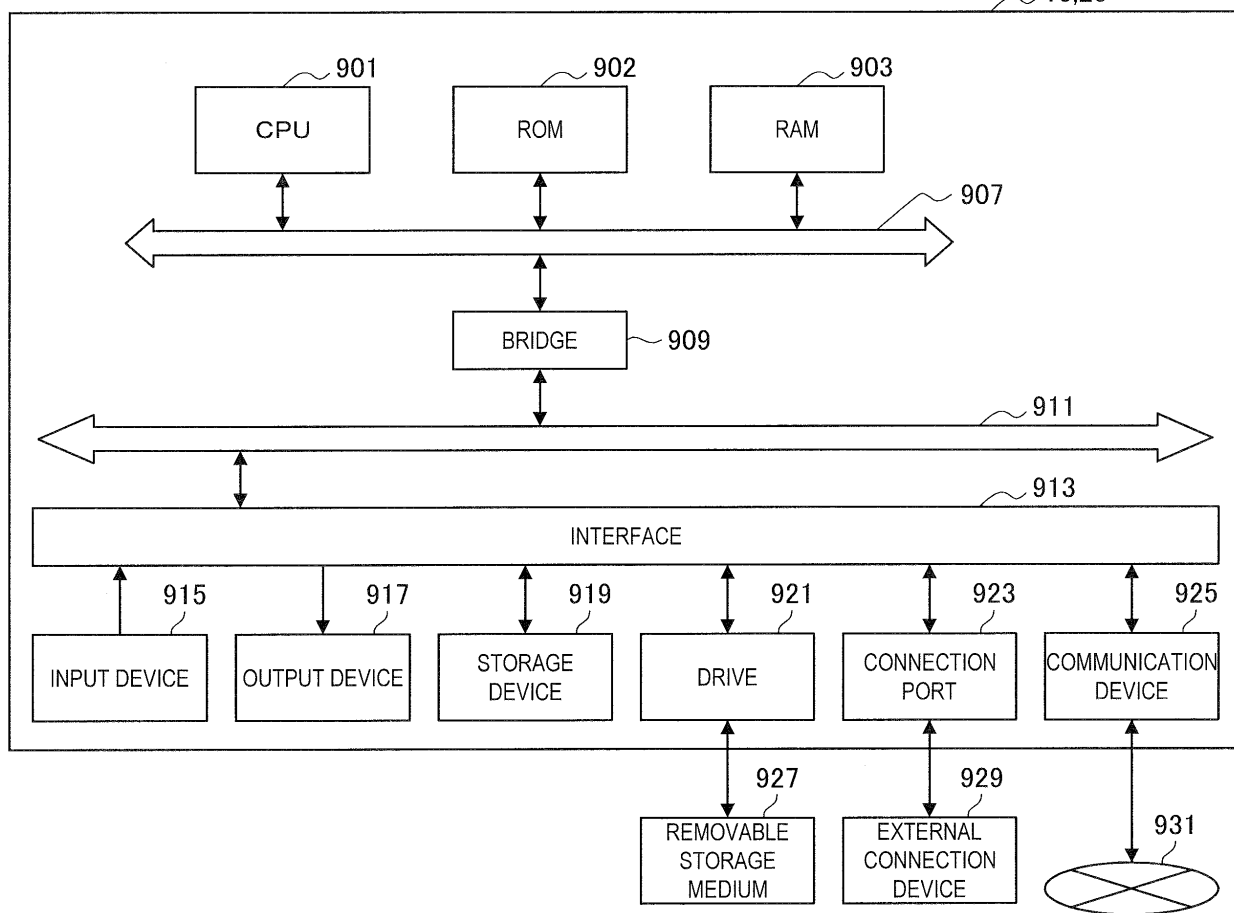 901
902
903
CPU
ROM
RAM
907
BRIDGE
909
911
913
INTERFACE
915
917
919
921
923
925
INPUT DEVICE
OUTPUT DEVICE
STORAGE
DEVICE
DRIVE
CONNECTION
PORT
COMMUNICATION
DEVICE
927
929
931
REMOVABLE
STORAGE
MEDIUM
EXTERNAL
CONNECTION
DEVICE